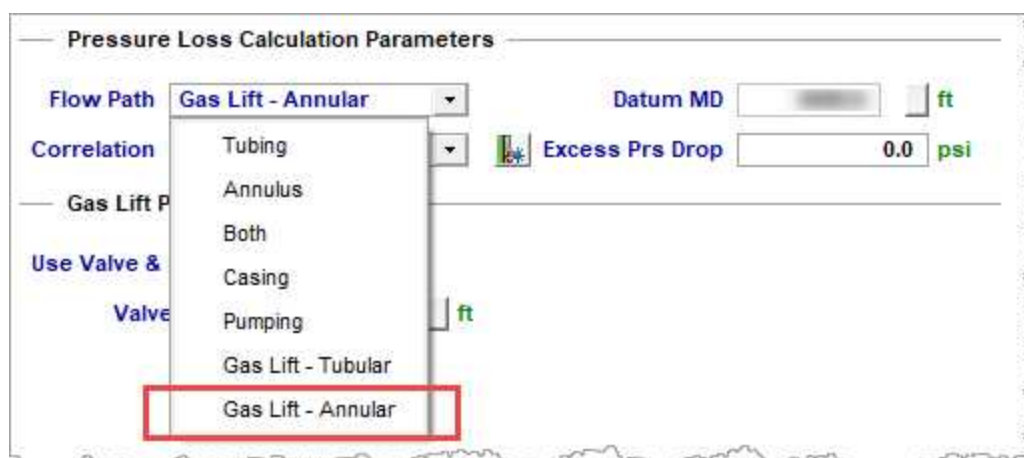 Pressure Loss Calculation Parameters
Flow Path Gas Lift - Annular Datum MD ft
Correlation Excess Prs Drop 0.0 psi
Tubing
Annulus
Both
Casing
Pumping
Gas Lift - Tubular
Gas Lift - Annular
Gas Lift P
Use Valve &
Valve ft